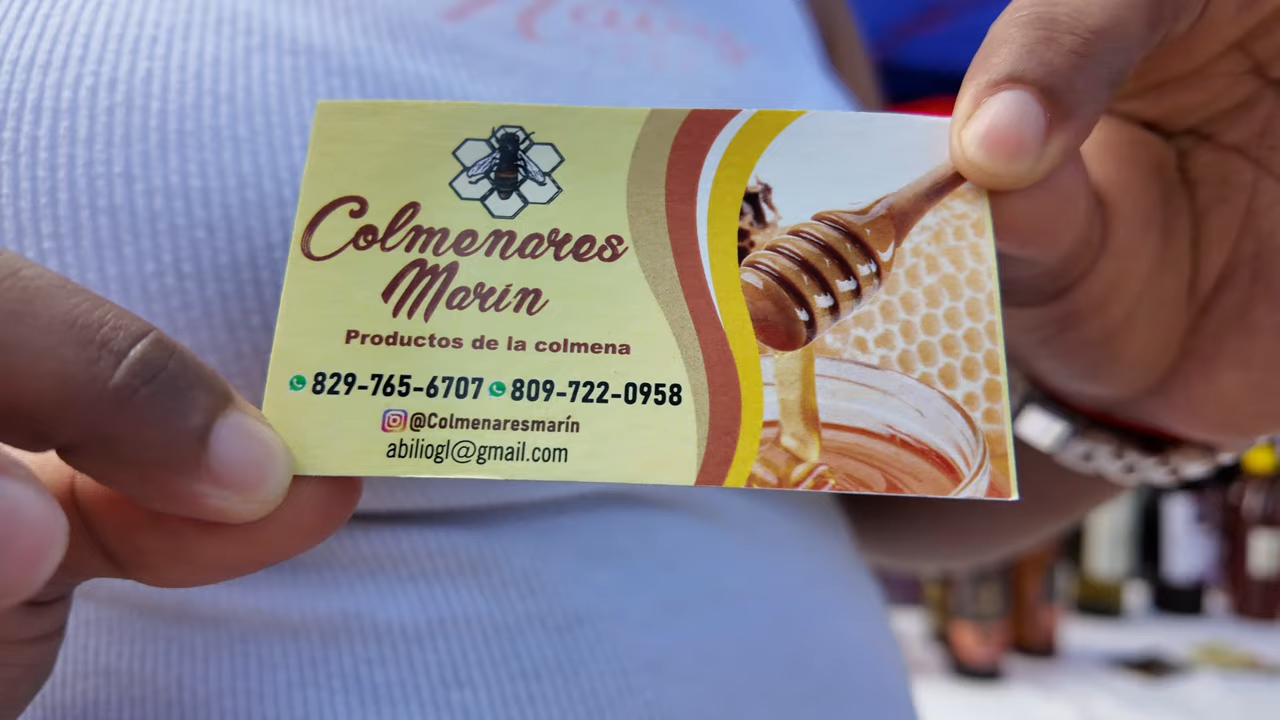 Colmenares
Marín
Productos de la colmena
829-765-6707 809-722-0958
@Colmenaresmarín
abiliogl@gmail.com